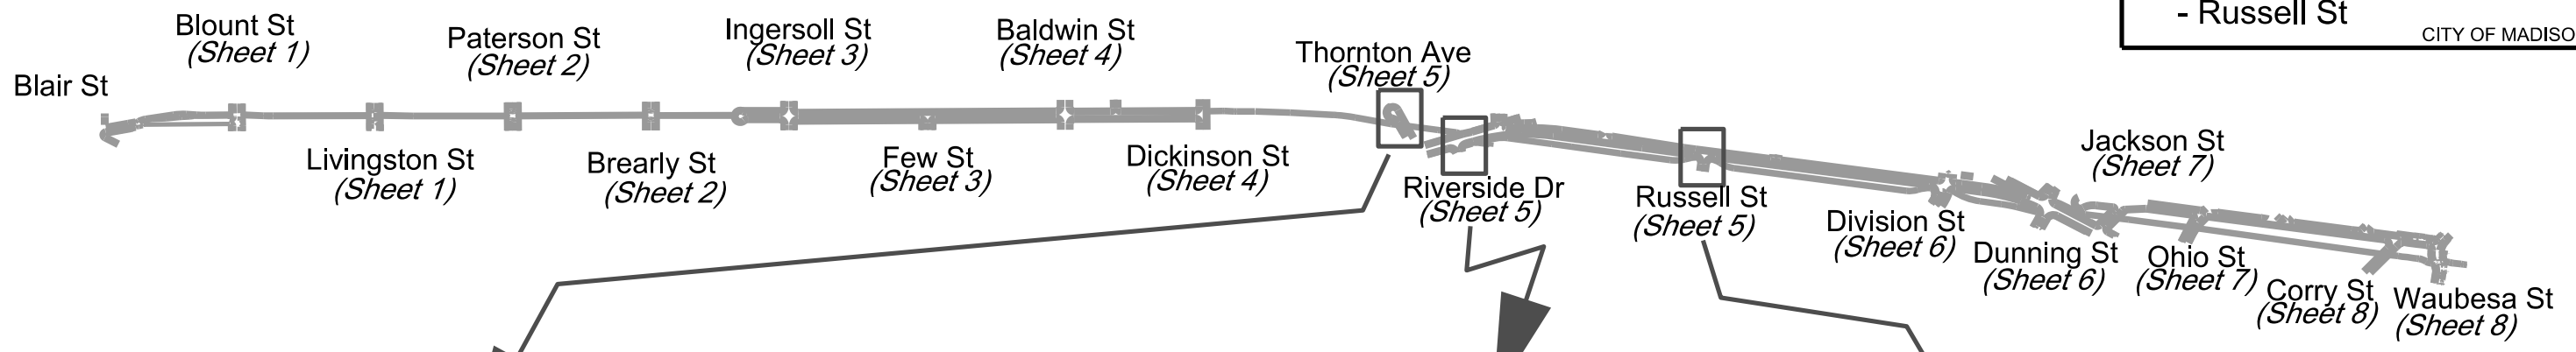 - Russell St
CITY OF MADISO
Blair St
Blount St
(Sheet 1)
Livingston St
(Sheet 1)
Paterson St
(Sheet 2)
Brearly St
(Sheet 2)
Ingersoll St
(Sheet 3)
Few St
(Sheet 3)
Baldwin St
(Sheet 4)
Dickinson St
(Sheet 4)
Thornton Ave
(Sheet 5)
Riverside Dr
(Sheet 5)
Russell St
(Sheet 5)
Division St
(Sheet 6)
Dunning St
(Sheet 6)
Jackson St
(Sheet 7)
Ohio St
(Sheet 7)
Corry St
(Sheet 8)
Waubesa St
(Sheet 8)